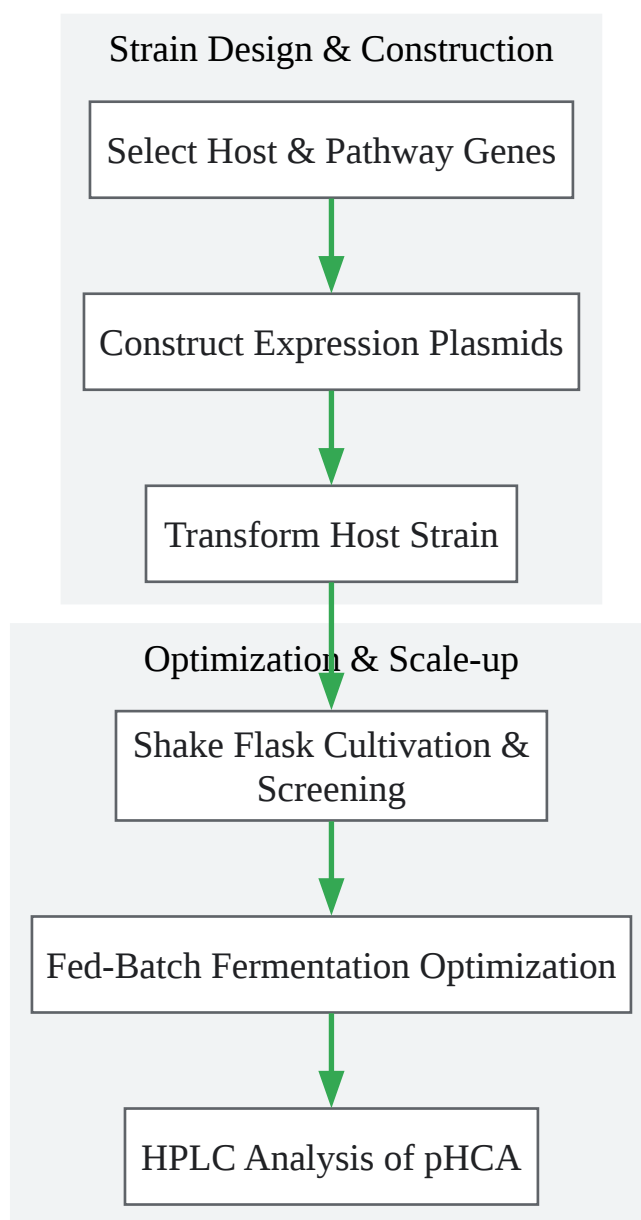 Strain Design & Construction
Select Host & Pathway Genes
Construct Expression Plasmids
Transform Host Strain
Optimization & Scale-up
Shake Flask Cultivation &
Screening
Fed-Batch Fermentation Optimization
HPLC Analysis of pHCA